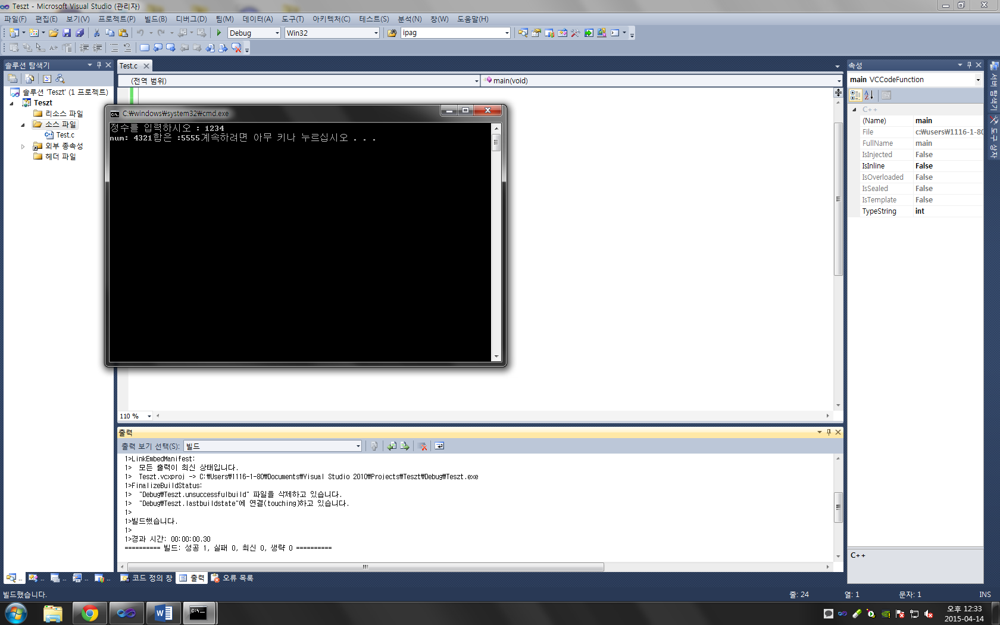 Teszt - Microsoft Visual Studio (관리자)
파일(F) 편집(E) 보기(V) 프로젝트(P) 빌드(B) 디버그(D) 팀(M) 데이터(A) 도구(T) 아키텍처(C) 테스트(S) 분석(N) 창(W) 도움말(H)
Debug Win32 ipag
솔루션 탐색기
솔루션 'Teszt' (1 프로젝트)
Teszt
리소스 파일
소스 파일
Test.c
외부 종속성
헤더 파일
Test.c
(전역 범위) main(void)
C:\windows\system32\cmd.exe
정수를 입력하시오 : 1234
num: 4321합은 :5555계속하려면 아무 키나 누르십시오 . . .
110 %
출력
출력 보기 선택(S): 빌드
1>LinkEmbedManifest:
1>  모든 출력이 최신 상태입니다.
1>  Teszt.vcxproj -> C:\Users\1116-1-80\Documents\Visual Studio 2010\Projects\Teszt\Debug\Teszt.exe
1>FinalizeBuildStatus:
1>  "Debug\Teszt.unsuccessfulbuild" 파일을 삭제하고 있습니다.
1>  "Debug\Teszt.lastbuildstate"에 연결(touching)하고 있습니다.
1>
1>빌드했습니다.
1>
1>경과 시간: 00:00:00.30
========== 빌드: 성공 1, 실패 0, 최신 0, 생략 0 ==========
코드 정의 창 출력 오류 목록
속성
main VCCodeFunction
C++
(Name) main
File c:\users\1116-1-80
FullName main
IsInjected False
IsInline False
IsOverloaded False
IsSealed False
IsTemplate False
TypeString int
C++
서버 탐색기
도구 상자
빌드했습니다. 줄: 24 열: 1 문자: 1 INS
오후 12:33
2015-04-14